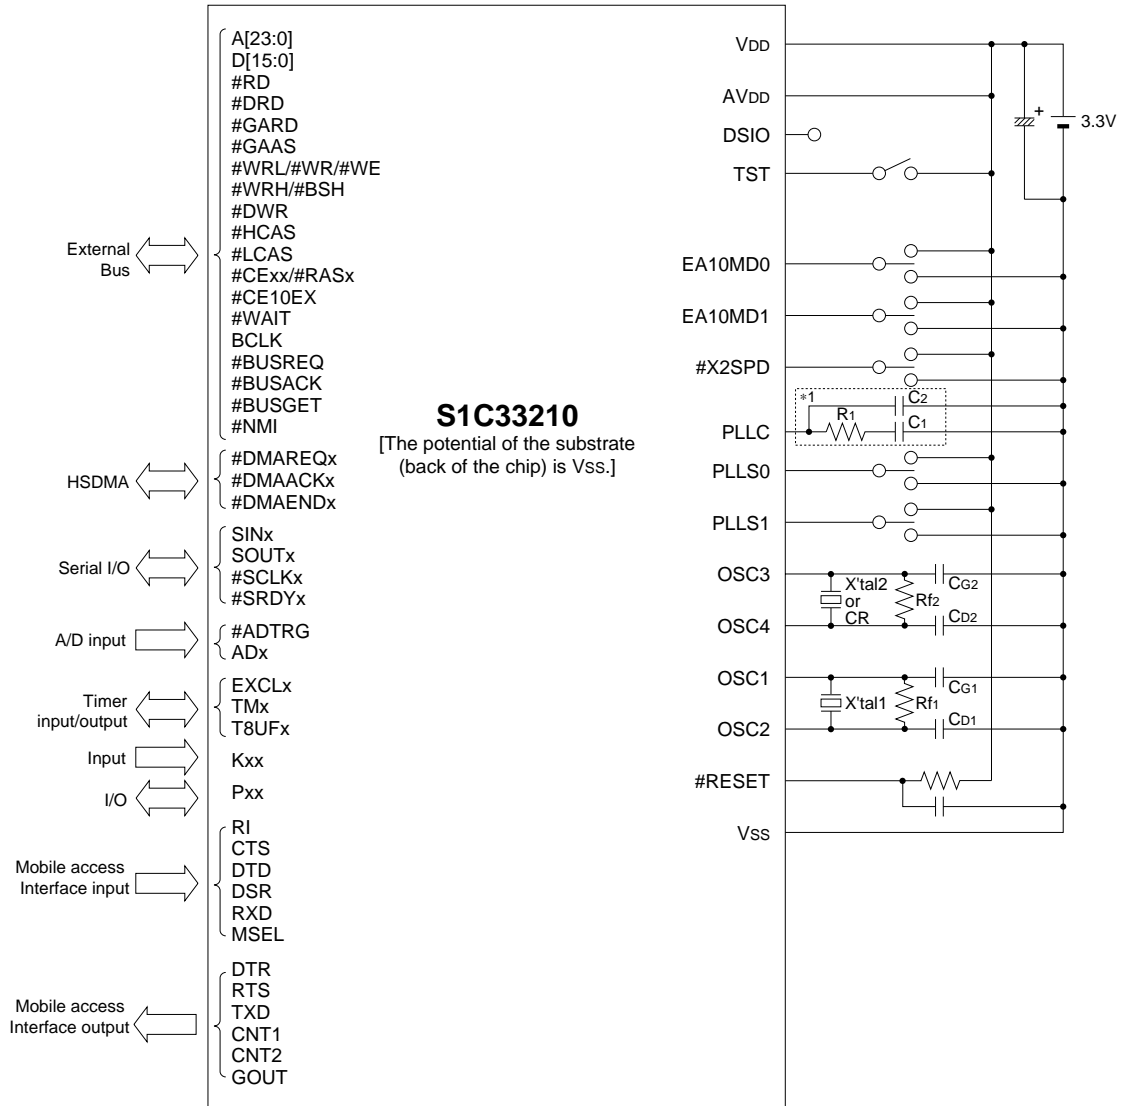 A[23:0]
D[15:0]
#RD
#DRD
#GARD
#GAAS
#WRL/#WR/#WE
#WRH/#BSH
#DWR
#HCAS
#LCAS
#CExx/#RASx
#CE10EX
#WAIT
BCLK
#BUSREQ
#BUSACK
#BUSGET
#NMI
External
Bus
#DMAREQx
#DMAACKx
#DMAENDx
HSDMA
SINx
SOUTx
#SCLKx
#SRDYx
Serial I/O
#ADTRG
ADx
A/D input
EXCLx
TMx
T8UFx
Timer
input/output
Input
Kxx
I/O
Pxx
RI
CTS
DTD
DSR
RXD
MSEL
Mobile access
Interface input
DTR
RTS
TXD
CNT1
CNT2
GOUT
Mobile access
Interface output
S1C33210
[The potential of the substrate
(back of the chip) is VSS.]
VDD
AVDD
DSIO
TST
EA10MD0
EA10MD1
#X2SPD
PLLC
PLLS0
PLLS1
OSC3
OSC4
OSC1
OSC2
#RESET
VSS
+
3.3V
*1
C2
R1
C1
X'tal2
or
CR
Rf2
CG2
CD2
X'tal1
Rf1
CG1
CD1